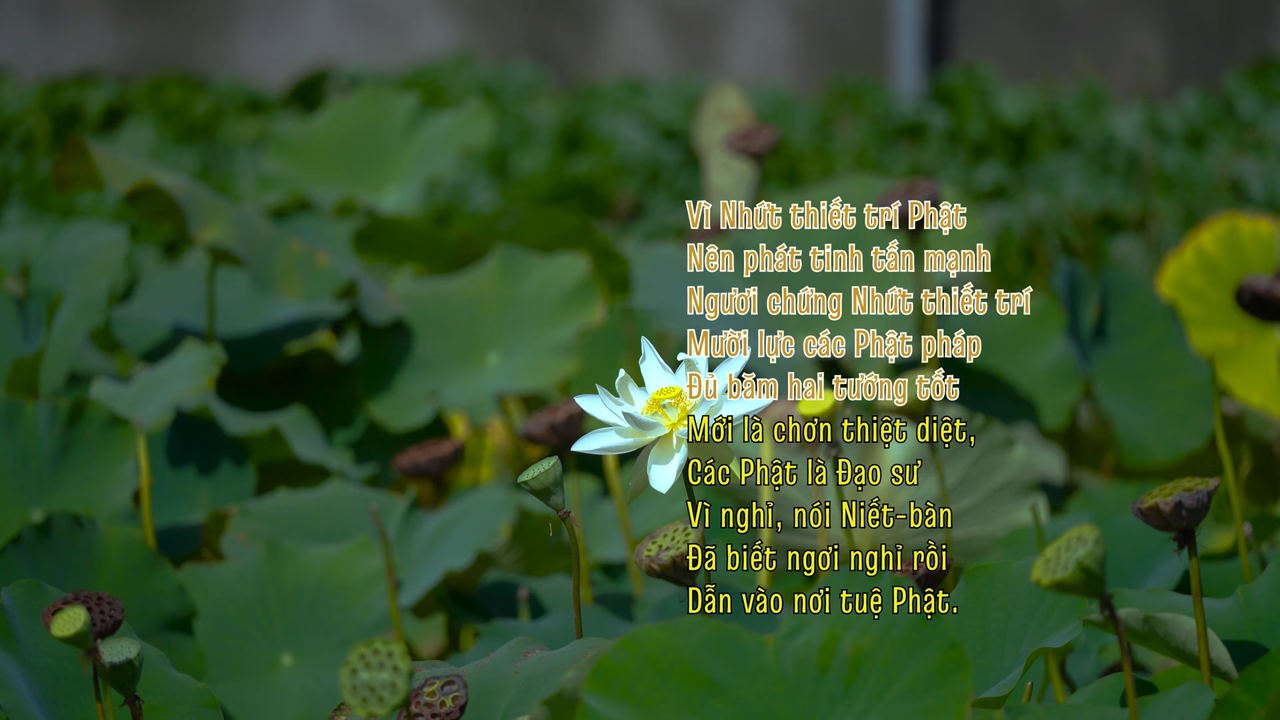 Vì Nhứt thiết trí Phật
Nên phát tinh tấn mạnh
Ngươi chứng Nhứt thiết trí
Mười lực các Phật pháp
Đủ băm hai tướng tốt
Mới là chơn thiệt diệt,
Các Phật là Đạo sư
Vì nghỉ, nói Niết-bàn
Đã biết ngơi nghỉ rồi
Dẫn vào nơi tuệ Phật.